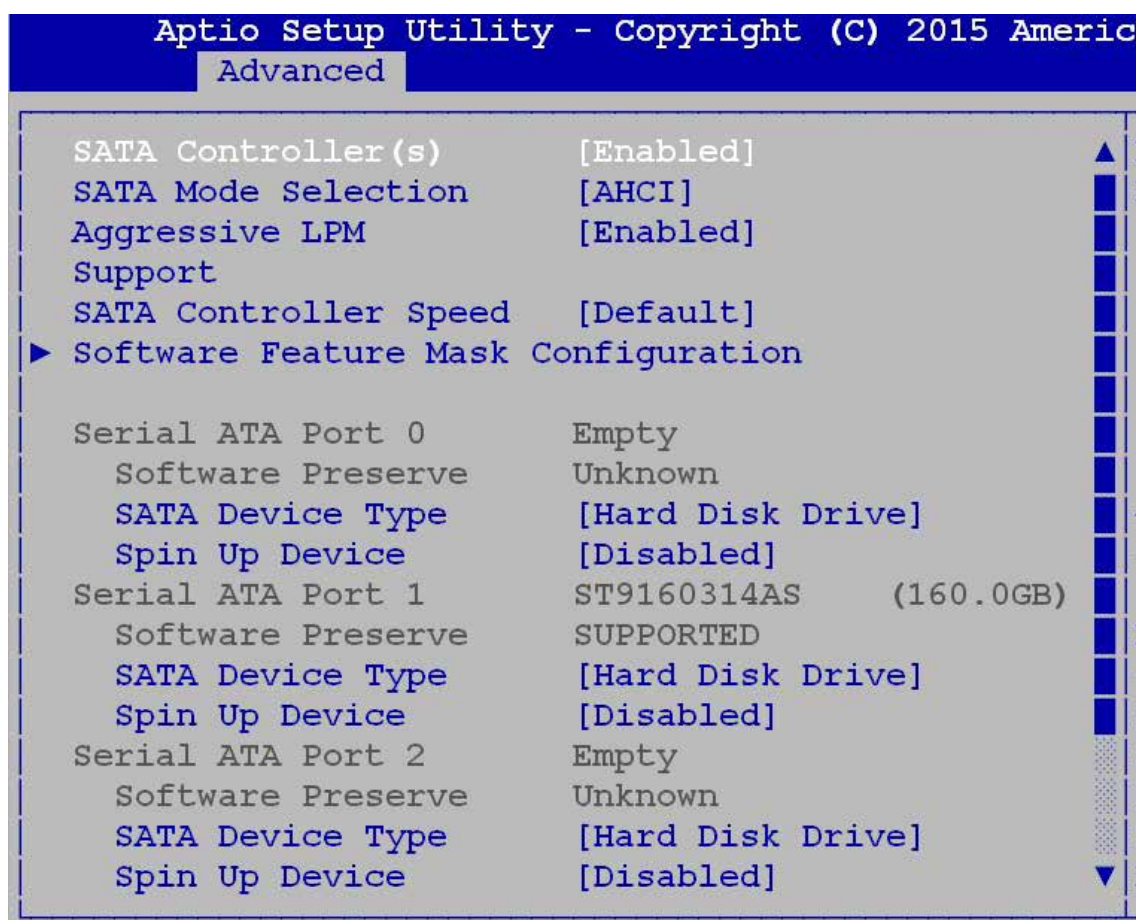 Aptio Setup Utility - Copyright (C) 2015 Americ
Advanced
SATA Controller(s) [Enabled]
SATA Mode Selection [AHCI]
Aggressive LPM [Enabled]
Support
SATA Controller Speed [Default]
► Software Feature Mask Configuration
Serial ATA Port 0 Empty
Software Preserve Unknown
SATA Device Type [Hard Disk Drive]
Spin Up Device [Disabled]
Serial ATA Port 1 ST9160314AS (160.0GB)
Software Preserve SUPPORTED
SATA Device Type [Hard Disk Drive]
Spin Up Device [Disabled]
Serial ATA Port 2 Empty
Software Preserve Unknown
SATA Device Type [Hard Disk Drive]
Spin Up Device [Disabled]